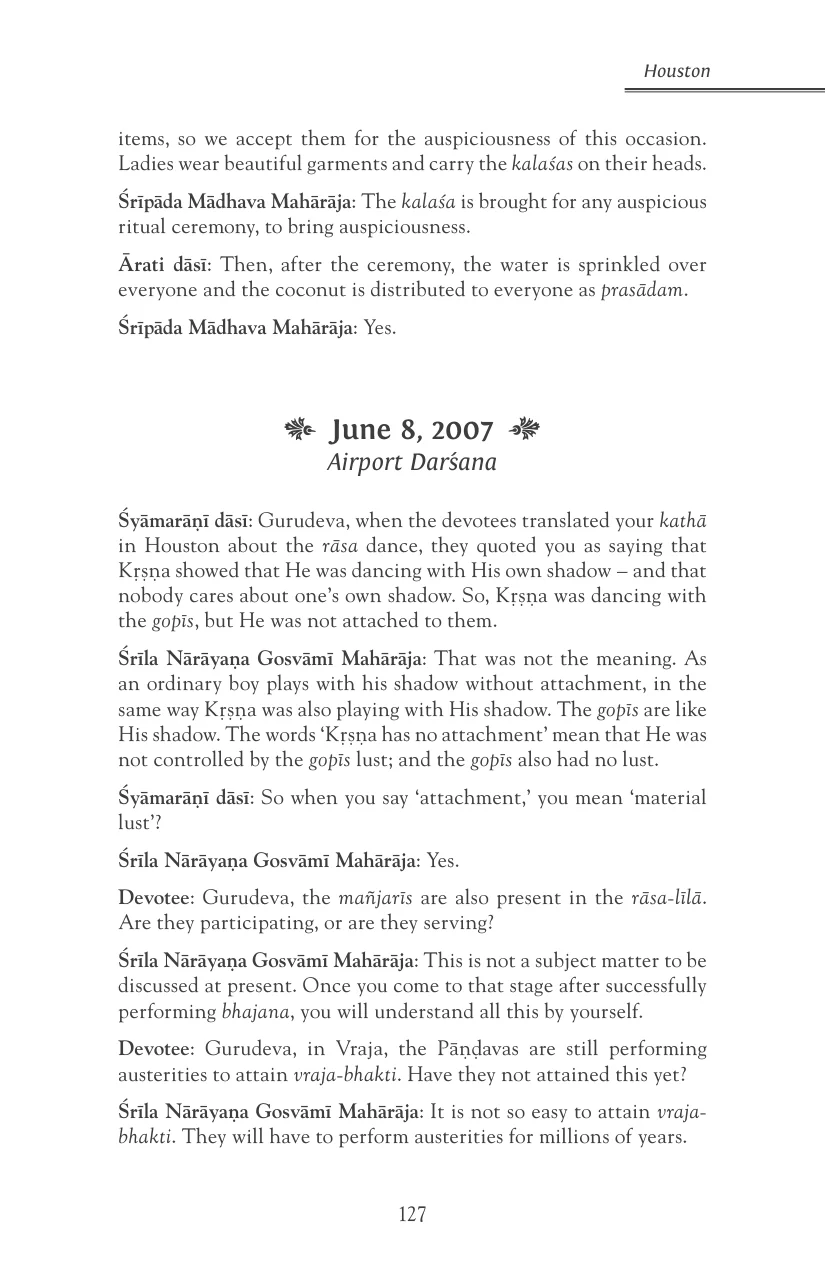 Houston
items, so we accept them for the auspiciousness of this occasion.
Ladies wear beautiful garments and carry the kalaśas on their heads.
Śrīpāda Mādhava Mahārāja: The kalaśa is brought for any auspicious
ritual ceremony, to bring auspiciousness.
Ārati dāsī: Then, after the ceremony, the water is sprinkled over
everyone and the coconut is distributed to everyone as prasādam.
Śrīpāda Mādhava Mahārāja: Yes.
June 8, 2007
Airport Darśana
Śyāmarāṇī dāsī: Gurudeva, when the devotees translated your kathā
in Houston about the rāsa dance, they quoted you as saying that
Kṛṣṇa showed that He was dancing with His own shadow – and that
nobody cares about one's own shadow. So, Kṛṣṇa was dancing with
the gopīs, but He was not attached to them.
Śrīla Nārāyaṇa Gosvāmī Mahārāja: That was not the meaning. As
an ordinary boy plays with his shadow without attachment, in the
same way Kṛṣṇa was also playing with His shadow. The gopīs are like
His shadow. The words ‘Kṛṣṇa has no attachment’ mean that He was
not controlled by the gopīs lust; and the gopīs also had no lust.
Śyāmarāṇī dāsī: So when you say ‘attachment,’ you mean ‘material
lust’?
Śrīla Nārāyaṇa Gosvāmī Mahārāja: Yes.
Devotee: Gurudeva, the mañjarīs are also present in the rāsa-līlā.
Are they participating, or are they serving?
Śrīla Nārāyaṇa Gosvāmī Mahārāja: This is not a subject matter to be
discussed at present. Once you come to that stage after successfully
performing bhajana, you will understand all this by yourself.
Devotee: Gurudeva, in Vraja, the Pāṇḍavas are still performing
austerities to attain vraja-bhakti. Have they not attained this yet?
Śrīla Nārāyaṇa Gosvāmī Mahārāja: It is not so easy to attain vraja-
bhakti. They will have to perform austerities for millions of years.
127